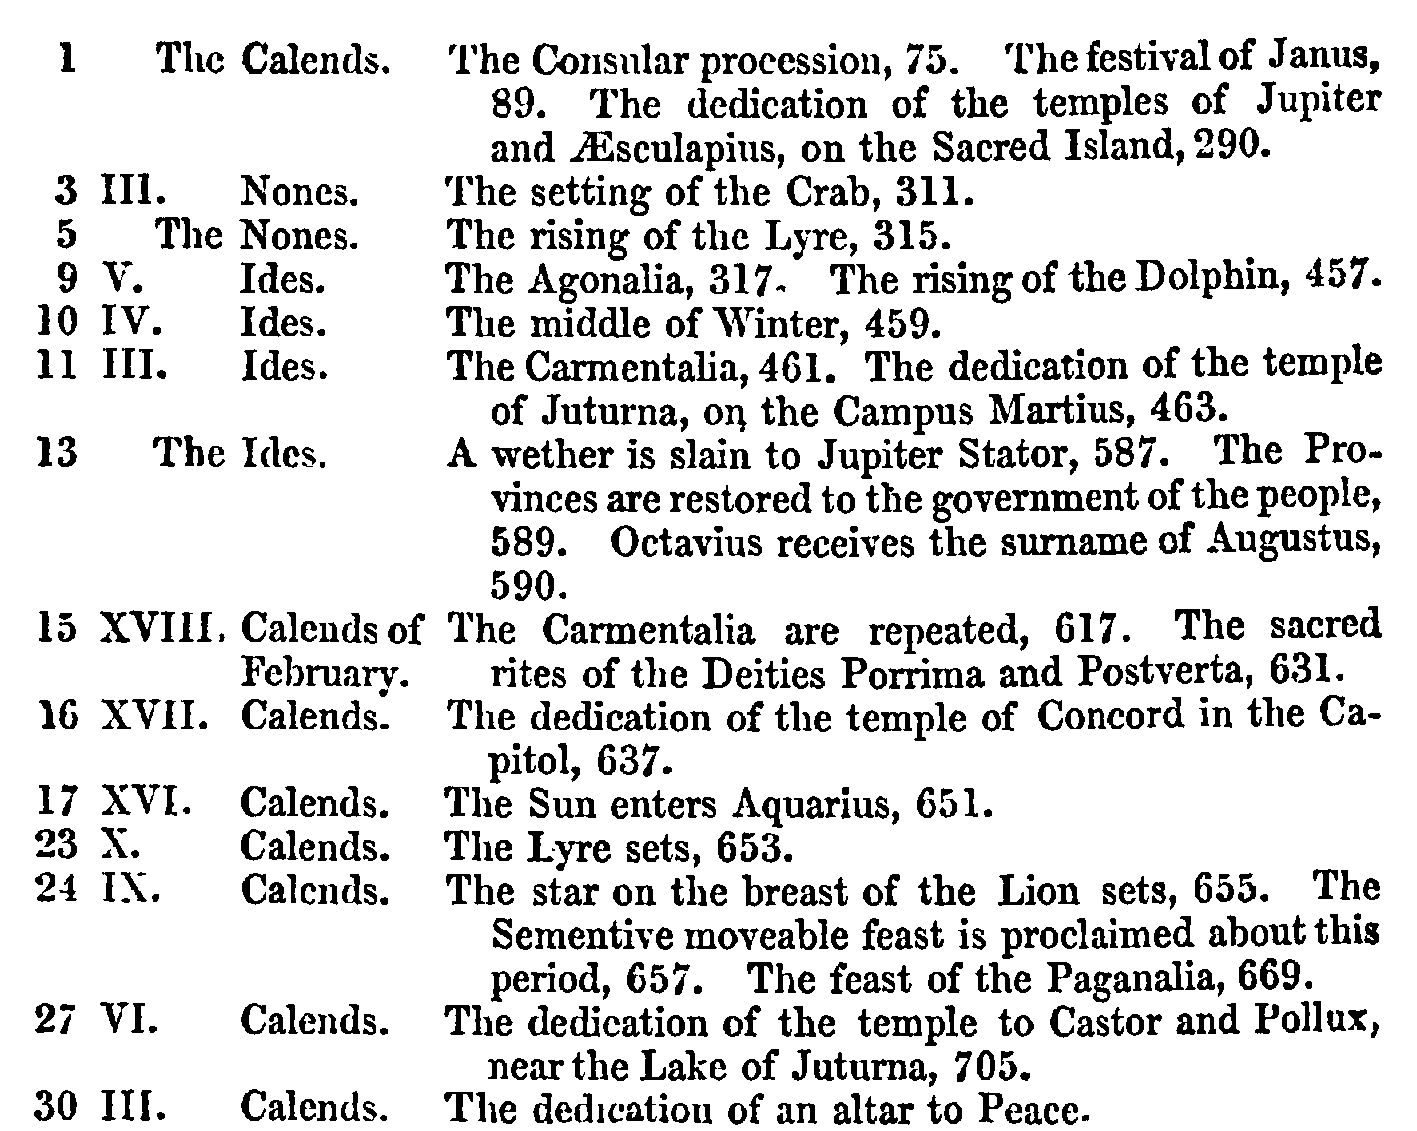 1 The Calends. The Consular procession, 75. The festival of Janus,
89. The dedication of the temples of Jupiter
and Æsculapius, on the Sacred Island, 290.
3 III. Nones. The setting of the Crab, 311.
5 The Nones. The rising of the Lyre, 315.
9 V. Ides. The Agonalia, 317. The rising of the Dolphin, 457.
10 IV. Ides. The middle of Winter, 459.
11 III. Ides. The Carmentalia, 461. The dedication of the temple
of Juturna, on the Campus Martius, 463.
13 The Ides. A wether is slain to Jupiter Stator, 587. The Pro-
vinces are restored to the government of the people,
589. Octavius receives the surname of Augustus,
590.
15 XVIII. Calends of The Carmentalia are repeated, 617. The sacred
February. rites of the Deities Porrima and Postverta, 631.
16 XVII. Calends. The dedication of the temple of Concord in the Ca-
pitol, 637.
17 XVI. Calends. The Sun enters Aquarius, 651.
23 X. Calends. The Lyre sets, 653.
24 IX. Calends. The star on the breast of the Lion sets, 655. The
Sementive moveable feast is proclaimed about this
period, 657. The feast of the Paganalia, 669.
27 VI. Calends. The dedication of the temple to Castor and Pollux,
near the Lake of Juturna, 705.
30 III. Calends. The dedication of an altar to Peace.